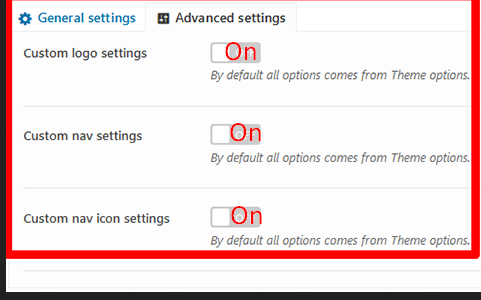 General settings
Advanced settings
Custom logo settings
On
By default all options comes from Theme options.
Custom nav settings
On
By default all options comes from Theme options.
Custom nav icon settings
On
By default all options comes from Theme options.